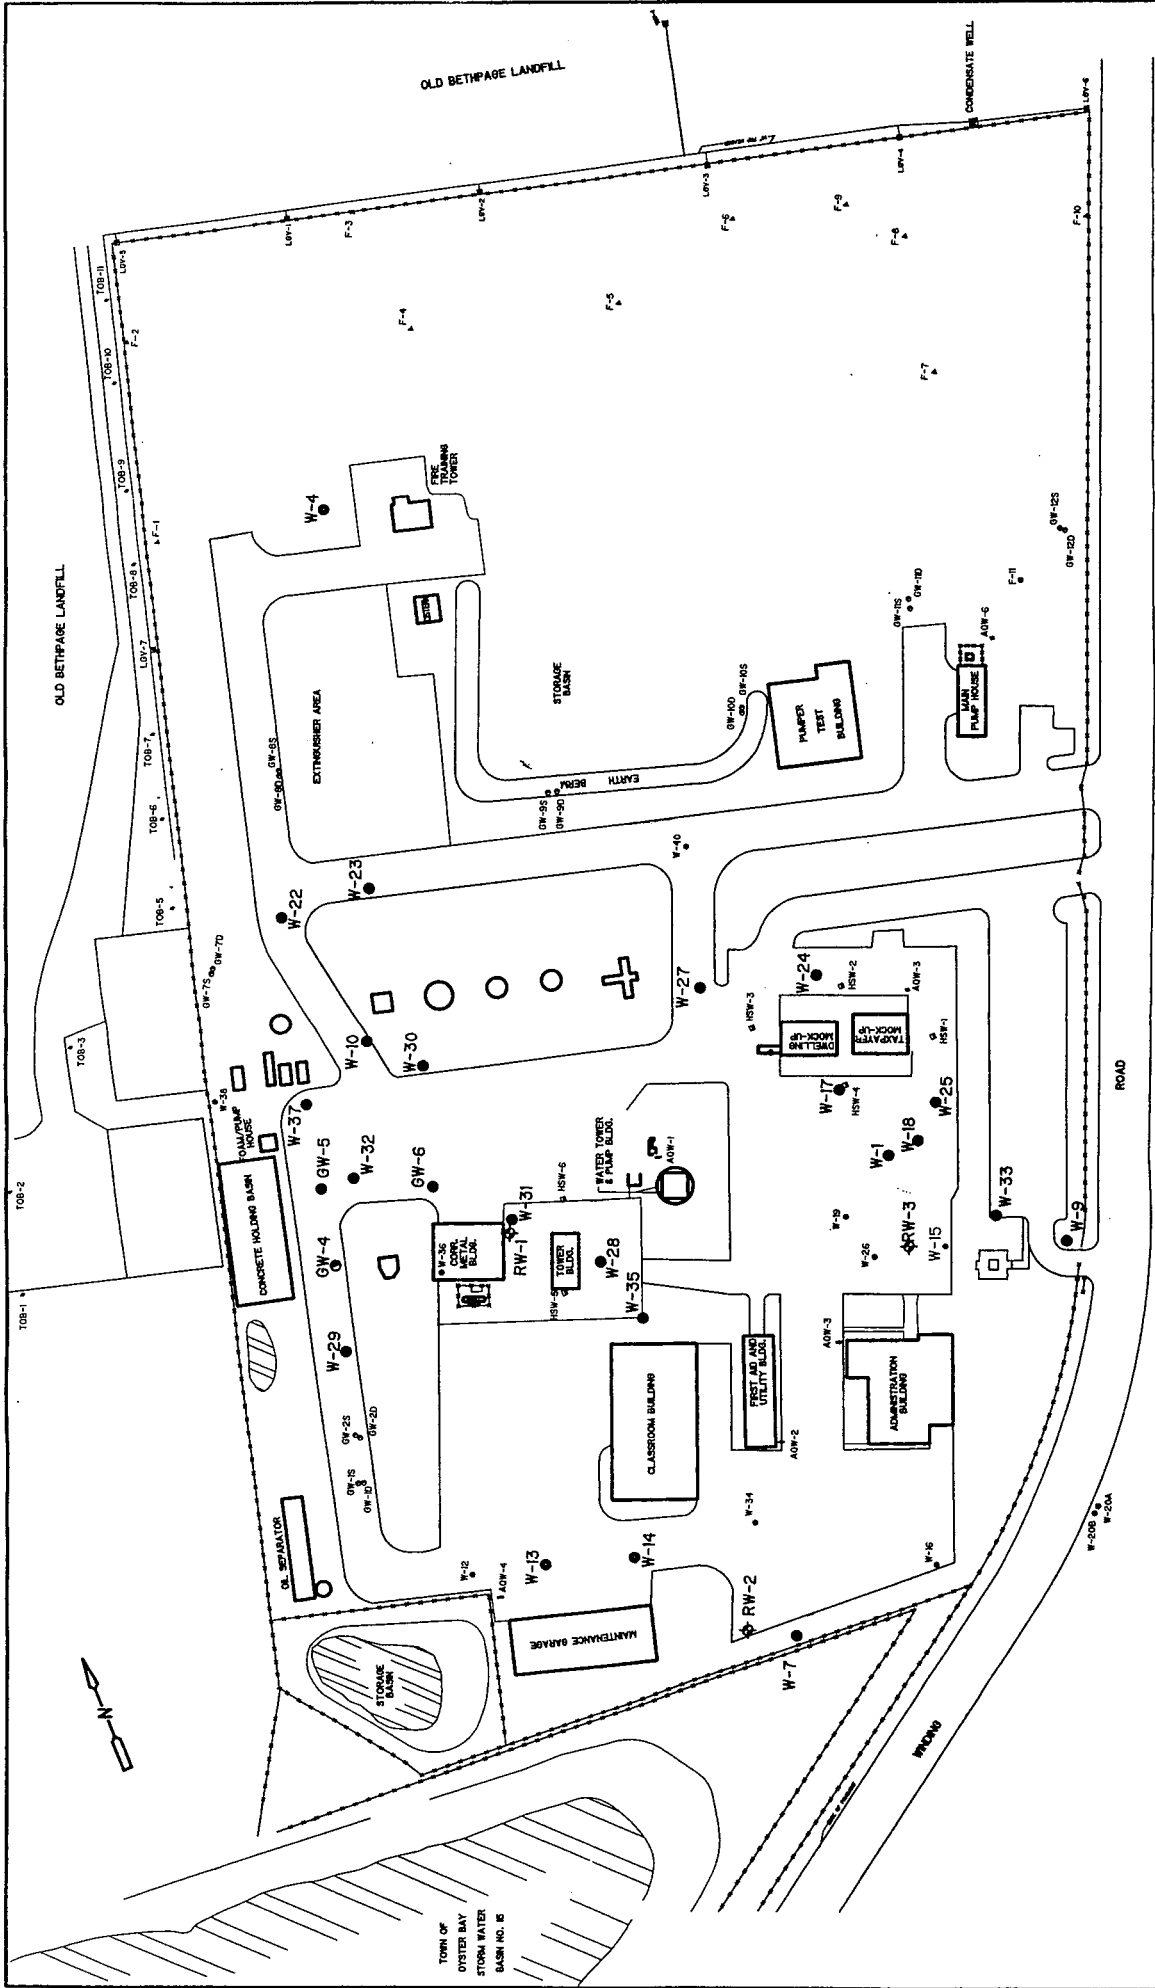 OLD BETHPAGE LANDFILL
OLD BETHPAGE LANDFILL
CONDENSATE WELL
LGV-5
LGV-1
LGV-2
LGV-3
LGV-4
LGV-6
LGV-7
TOB-11
TOB-10
TOB-9
TOB-8
TOB-7
TOB-6
TOB-5
TOB-3
TOB-2
TOB-1
F-1
F-2
F-3
F-4
F-5
F-6
F-7
F-8
F-9
F-10
F-11
W-4
FIRE
TRAINING
TOWER
EXTINGUISHER AREA
STORAGE
BASIN
EARTH
BERM
GW-8S
GW-8D
GW-9S
GW-9D
GW-10D
GW-10S
GW-11S
GW-11D
GW-12S
GW-12D
PUMPER
TEST
BUILDING
MAIN
PUMP HOUSE
AQW-6
W-40
W-23
W-22
GW-7S
GW-7D
W-10
W-30
W-27
W-24
HSW-2
HSW-3
AQW-3
HSW-1
DWELLING
MOCK-UP
TAXPAYER
MOCK-UP
W-17
HSW-4
W-25
W-18
W-1
W-38
W-37
FOAM/PUMP
HOUSE
CONCRETE HOLDING BASIN
GW-5
W-32
GW-6
GW-4
W-31
RW-1
W-36
CORR.
METAL
BLDG.
HSW-6
WATER TOWER
& PUMP BLDG.
AQW-1
TOWER
BLDG.
HSW-5
W-28
W-35
W-19
W-26
RW-3
W-15
W-33
W-9
ROAD
W-29
GW-2S
GW-2D
GW-1S
GW-1D
OIL SEPARATOR
CLASSROOM BUILDING
FIRST AID AND
UTILITY BLDG.
AQW-2
AQW-3
ADMINISTRATION
BUILDING
W-34
W-12
AQW-4
W-13
W-14
W-16
W-20B
W-20A
MAINTENANCE GARAGE
RW-2
W-7
STORAGE
BASIN
N
WINDING
TOWN OF
OYSTER BAY
STORM WATER
BASIN NO. 15